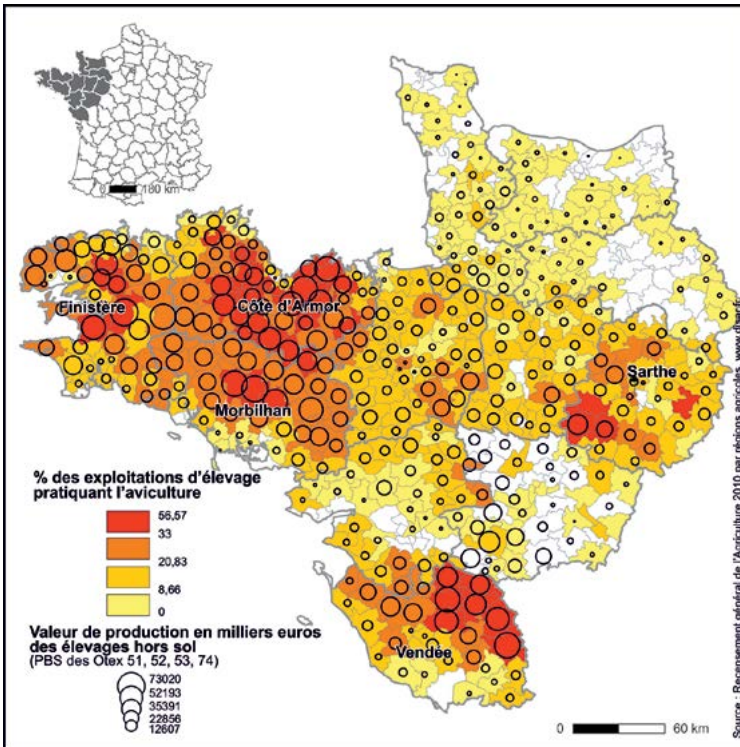 0 180 km
Finistère
Côte d'Armor
Morbilhan
Sarthe
Vendée
% des exploitations d'élevage
pratiquant l'aviculture
56,57
33
20,83
8,66
0
Valeur de production en milliers euros
des élevages hors sol
(PBS des Otex 51, 52, 53, 74)
73020
52193
35391
22856
12607
0 60 km
Source : Recensement général de l'Agriculture 2010 par régions agricoles,